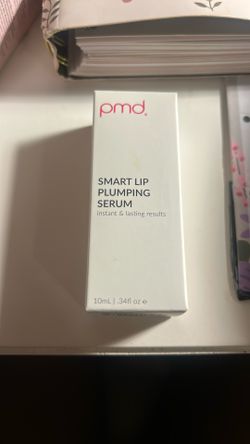 pmd.
SMART LIP
PLUMPING
SERUM
instant & lasting results
10mL | .34fl oz e